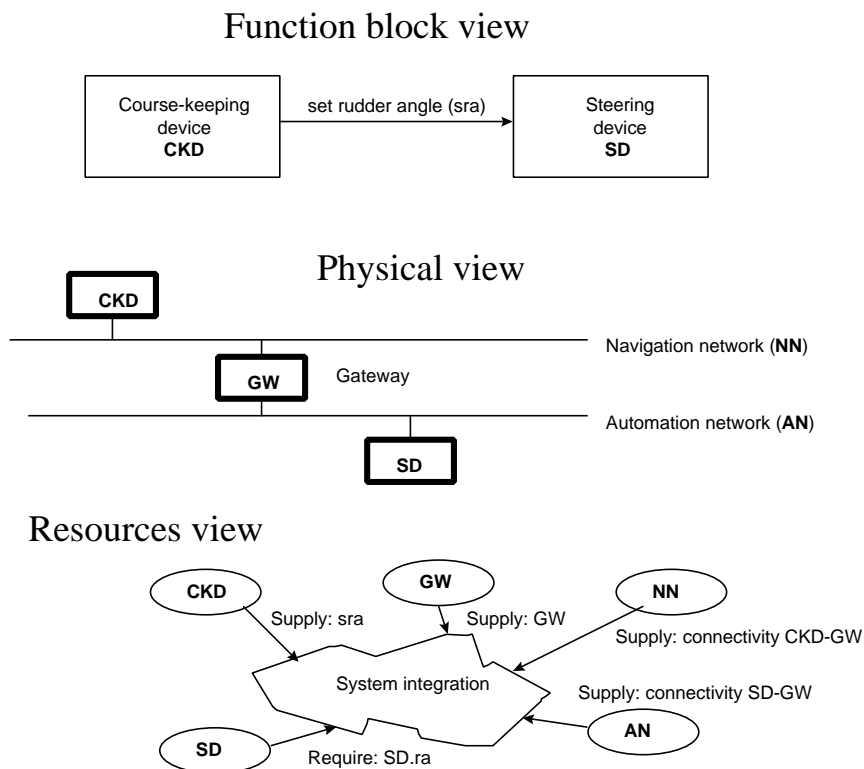 Function block view
Course-keeping
device
CKD
set rudder angle (sra)
Steering
device
SD
Physical view
CKD
Navigation network (NN)
GW
Gateway
Automation network (AN)
SD
Resources view
CKD
GW
NN
Supply: sra
Supply: GW
Supply: connectivity CKD-GW
System integration
Supply: connectivity SD-GW
SD
Require: SD.ra
AN